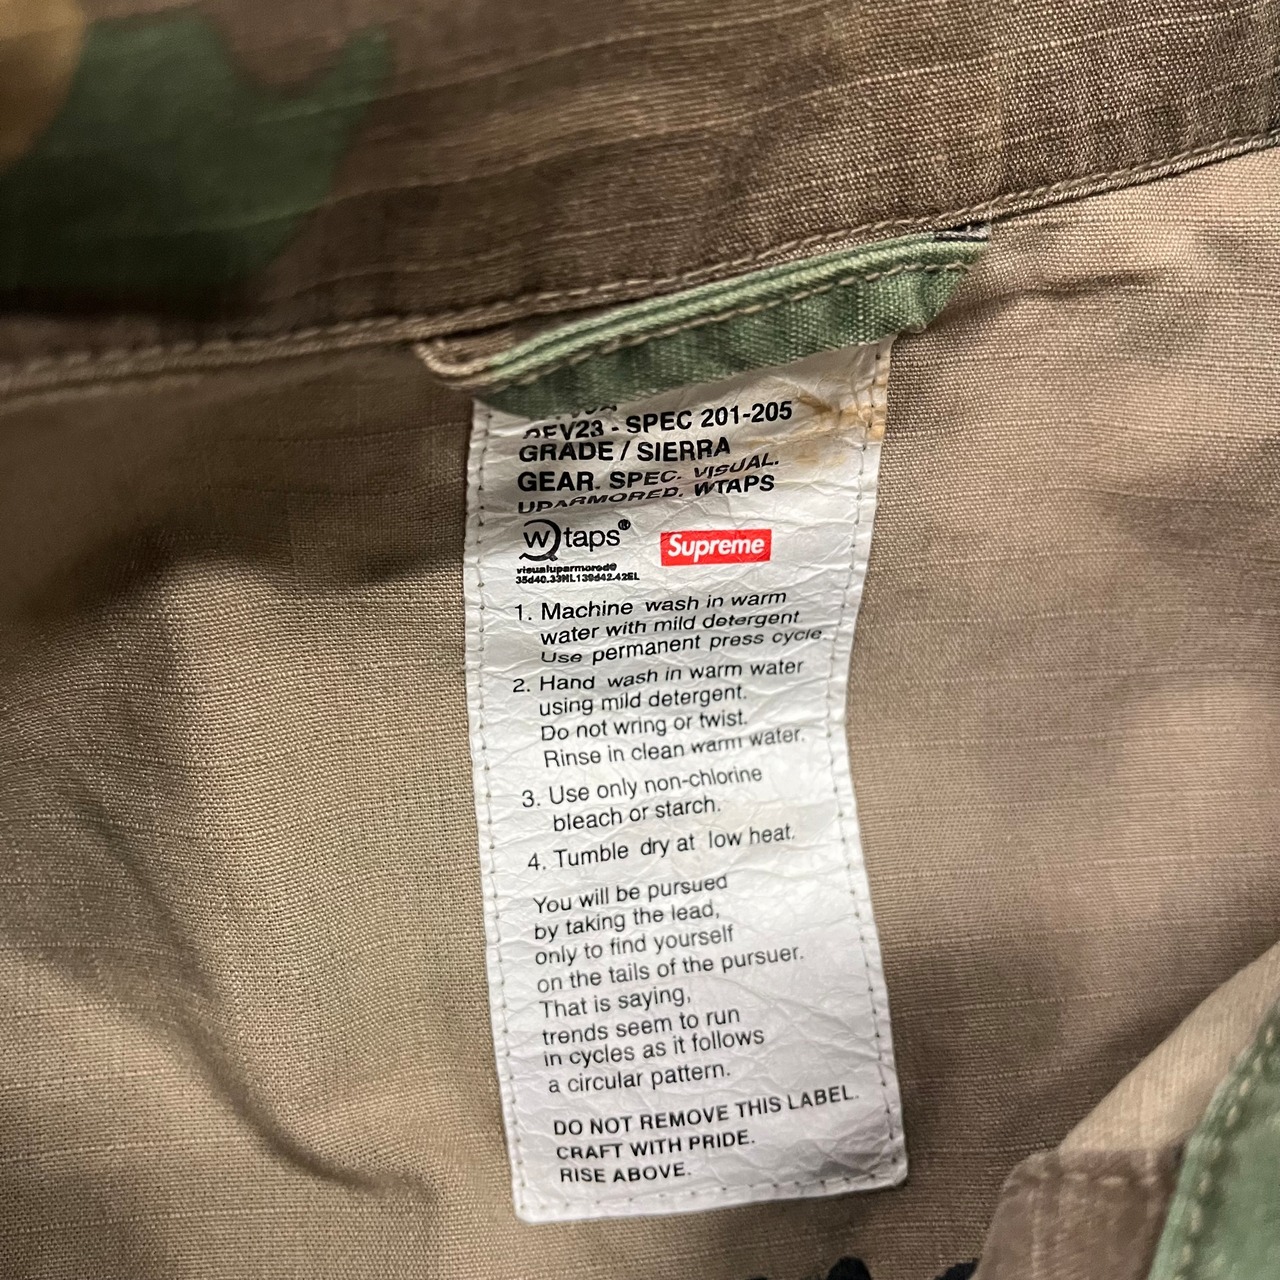 SPEC 201-205
GRADE / SIERRA
GEAR. SPEC. VISUAL.
UPARMORED. WTAPS
w)taps®
Supreme
visualuparmored@
1. Machine wash in warm
water with mild detergent.
Use permanent press cycle.
2. Hand wash in warm water
using mild detergent.
Do not wring or twist.
Rinse in clean warm water.
3. Use only non-chlorine
bleach or starch.
4. Tumble dry at low heat.
You will be pursued
by taking the lead,
only to find yourself
on the tails of the pursuer.
That is saying,
trends seem to run
in cycles as it follows
a circular pattern.
DO NOT REMOVE THIS LABEL.
CRAFT WITH PRIDE.
RISE ABOVE.